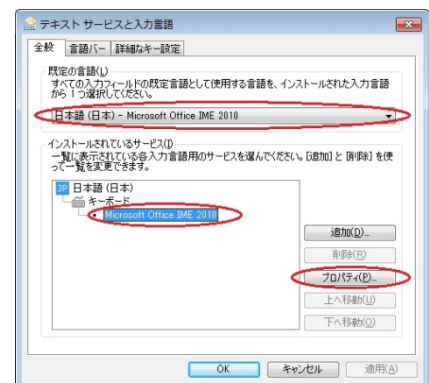 テキスト サービスと入力言語
全般 言語バー 詳細なキー設定
既定の言語(L)
すべての入力フィールドの既定言語として使用する言語を、インストールされた入力言語
から 1 つ選択してください。
日本語 (日本) - Microsoft Office IME 2010
インストールされているサービス(I)
一覧に表示されている各入力言語用のサービスを選んでください。[追加] と [削除] を使
って一覧を変更できます。
JP 日本語 (日本)
キーボード
Microsoft Office IME 2010
追加(D)...
削除(R)
プロパティ(P)...
上へ移動(U)
下へ移動(O)
OK キャンセル 適用(A)